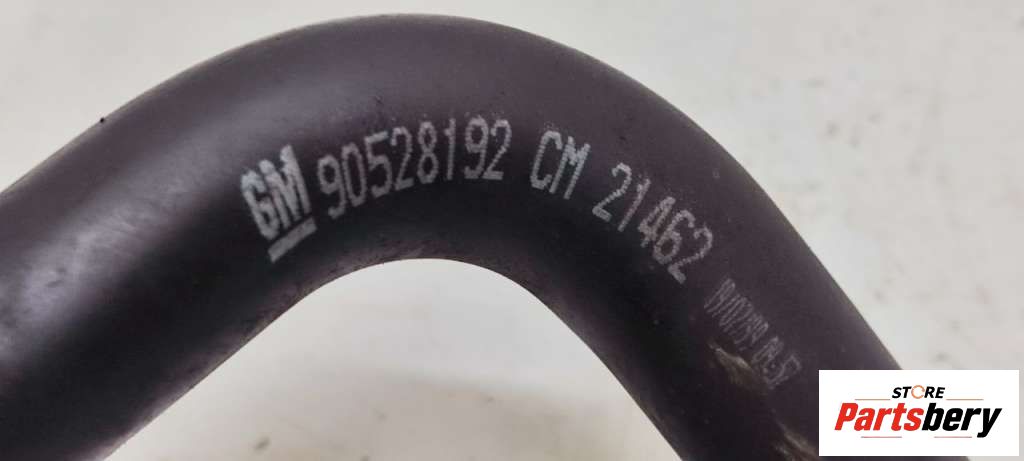 GM 90528192 CM 21462
STORE
Partsbery